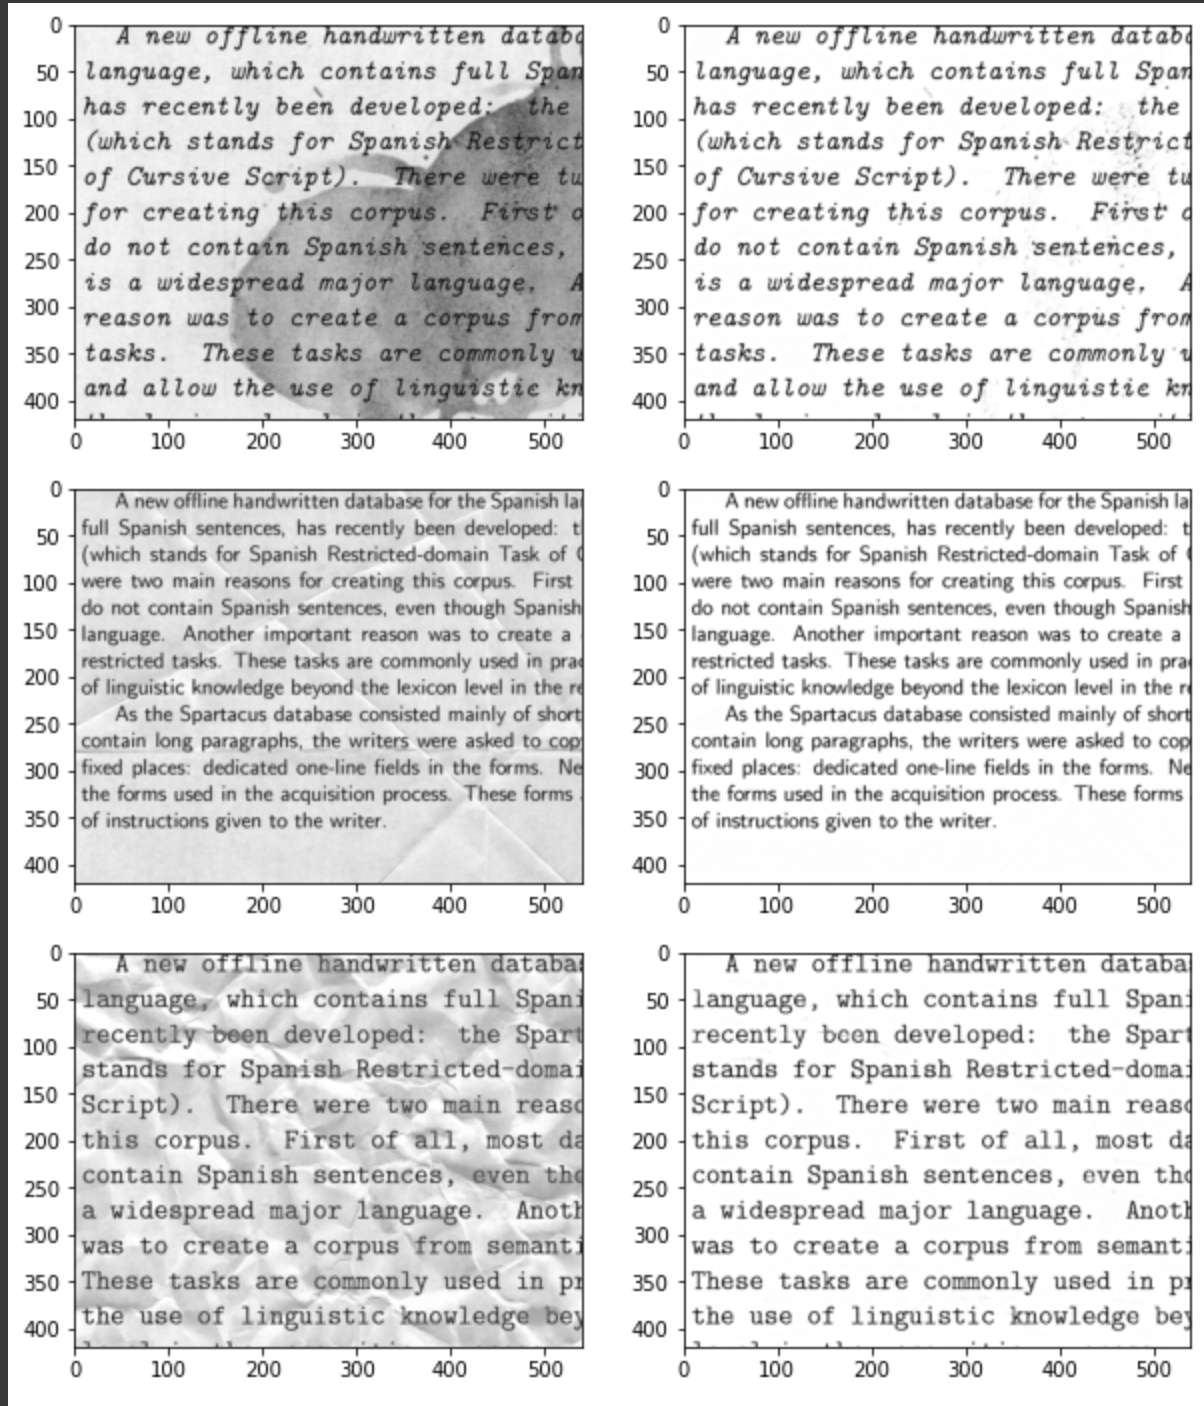 0
50
100
150
200
250
300
350
400
A new offline handwritten databa
language, which contains full Span
has recently been developed: the
(which stands for Spanish Restrict
of Cursive Script). There were tw
for creating this corpus. First o
do not contain Spanish sentences,
is a widespread major language. A
reason was to create a corpus from
tasks. These tasks are commonly u
and allow the use of linguistic kn
0 100 200 300 400 500
0
50
100
150
200
250
300
350
400
A new offline handwritten databa
language, which contains full Span
has recently been developed: the
(which stands for Spanish Restrict
of Cursive Script). There were tw
for creating this corpus. First o
do not contain Spanish sentences,
is a widespread major language. A
reason was to create a corpus from
tasks. These tasks are commonly u
and allow the use of linguistic kn
0 100 200 300 400 500
0
50
100
150
200
250
300
350
400
A new offline handwritten database for the Spanish la
full Spanish sentences, has recently been developed: t
(which stands for Spanish Restricted-domain Task of C
were two main reasons for creating this corpus. First
do not contain Spanish sentences, even though Spanish
language. Another important reason was to create a
restricted tasks. These tasks are commonly used in prac
of linguistic knowledge beyond the lexicon level in the re
As the Spartacus database consisted mainly of short
contain long paragraphs, the writers were asked to copy
fixed places: dedicated one-line fields in the forms. Ne
the forms used in the acquisition process. These forms
of instructions given to the writer.
0 100 200 300 400 500
0
50
100
150
200
250
300
350
400
A new offline handwritten database for the Spanish la
full Spanish sentences, has recently been developed: t
(which stands for Spanish Restricted-domain Task of C
were two main reasons for creating this corpus. First
do not contain Spanish sentences, even though Spanish
language. Another important reason was to create a
restricted tasks. These tasks are commonly used in prac
of linguistic knowledge beyond the lexicon level in the re
As the Spartacus database consisted mainly of short
contain long paragraphs, the writers were asked to cop
fixed places: dedicated one-line fields in the forms. Ne
the forms used in the acquisition process. These forms
of instructions given to the writer.
0 100 200 300 400 500
0
50
100
150
200
250
300
350
400
A new offline handwritten databas
language, which contains full Spani
recently been developed: the Spart
stands for Spanish Restricted-domai
Script). There were two main reaso
this corpus. First of all, most da
contain Spanish sentences, even tho
a widespread major language. Anoth
was to create a corpus from semanti
These tasks are commonly used in pr
the use of linguistic knowledge bey
0 100 200 300 400 500
0
50
100
150
200
250
300
350
400
A new offline handwritten databas
language, which contains full Spani
recently been developed: the Spart
stands for Spanish Restricted-domai
Script). There were two main reaso
this corpus. First of all, most da
contain Spanish sentences, even tho
a widespread major language. Anoth
was to create a corpus from semanti
These tasks are commonly used in pr
the use of linguistic knowledge bey
0 100 200 300 400 500